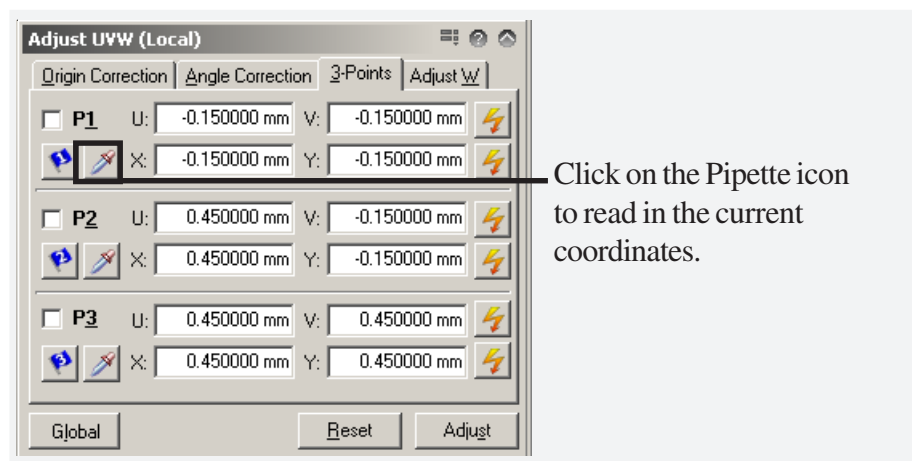 Adjust UVW (Local)
Origin Correction Angle Correction 3-Points Adjust W
P1 U: -0.150000 mm V: -0.150000 mm
1 X: -0.150000 mm Y: -0.150000 mm
Click on the Pipette icon
to read in the current
coordinates.
P2 U: 0.450000 mm V: -0.150000 mm
2 X: 0.450000 mm Y: -0.150000 mm
P3 U: 0.450000 mm V: 0.450000 mm
3 X: 0.450000 mm Y: 0.450000 mm
Global Reset Adjust